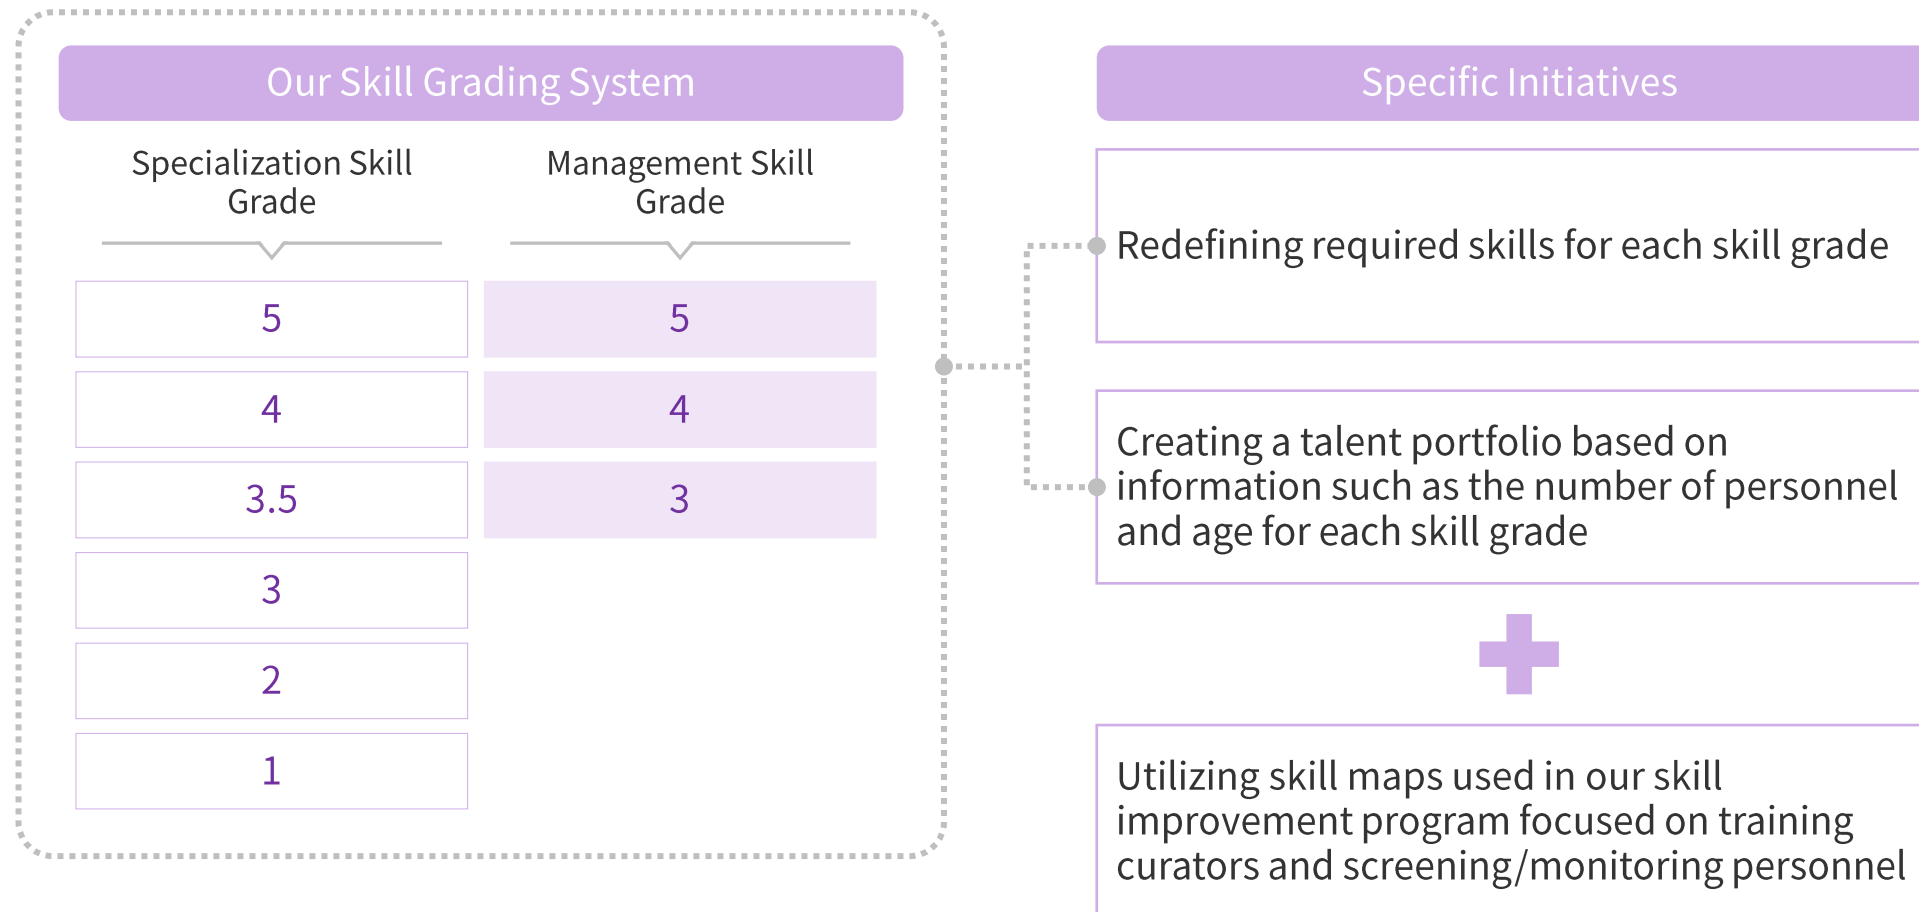 Our Skill Grading System
Specialization Skill
Grade
Management Skill
Grade
5
4
3.5
3
2
1
5
4
3
Specific Initiatives
Redefining required skills for each skill grade
Creating a talent portfolio based on
information such as the number of personnel
and age for each skill grade
Utilizing skill maps used in our skill
improvement program focused on training
curators and screening/monitoring personnel